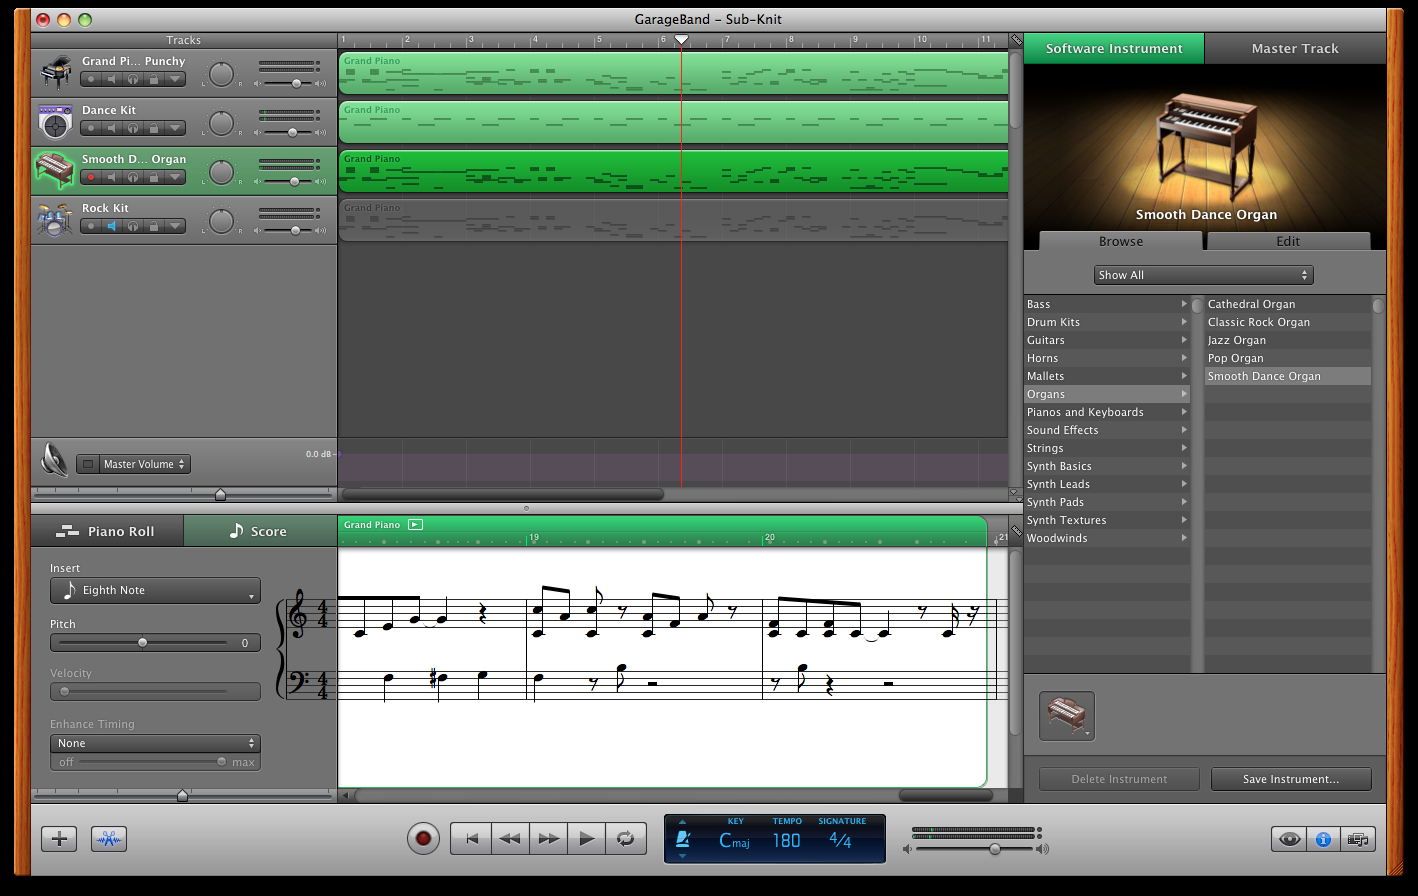 GarageBand – Sub-Knit
Tracks
1 2 3 4 5 6 7 8 9 10 11
Software Instrument
Master Track
Grand Pi... Punchy
L R
Grand Piano
Dance Kit
L R
Grand Piano
Smooth D... Organ
L R
Grand Piano
Rock Kit
L R
Grand Piano
Smooth Dance Organ
Browse
Edit
Show All
Bass
Drum Kits
Guitars
Horns
Mallets
Organs
Pianos and Keyboards
Sound Effects
Strings
Synth Basics
Synth Leads
Synth Pads
Synth Textures
Woodwinds
Cathedral Organ
Classic Rock Organ
Jazz Organ
Pop Organ
Smooth Dance Organ
Master Volume
0.0 dB
Piano Roll
Score
Grand Piano
19 20 21
Insert
Eighth Note
Pitch
0
Velocity
Enhance Timing
None
off max
4
4
4
4
Delete Instrument
Save Instrument...
KEY TEMPO SIGNATURE
Cmaj 180 4/4